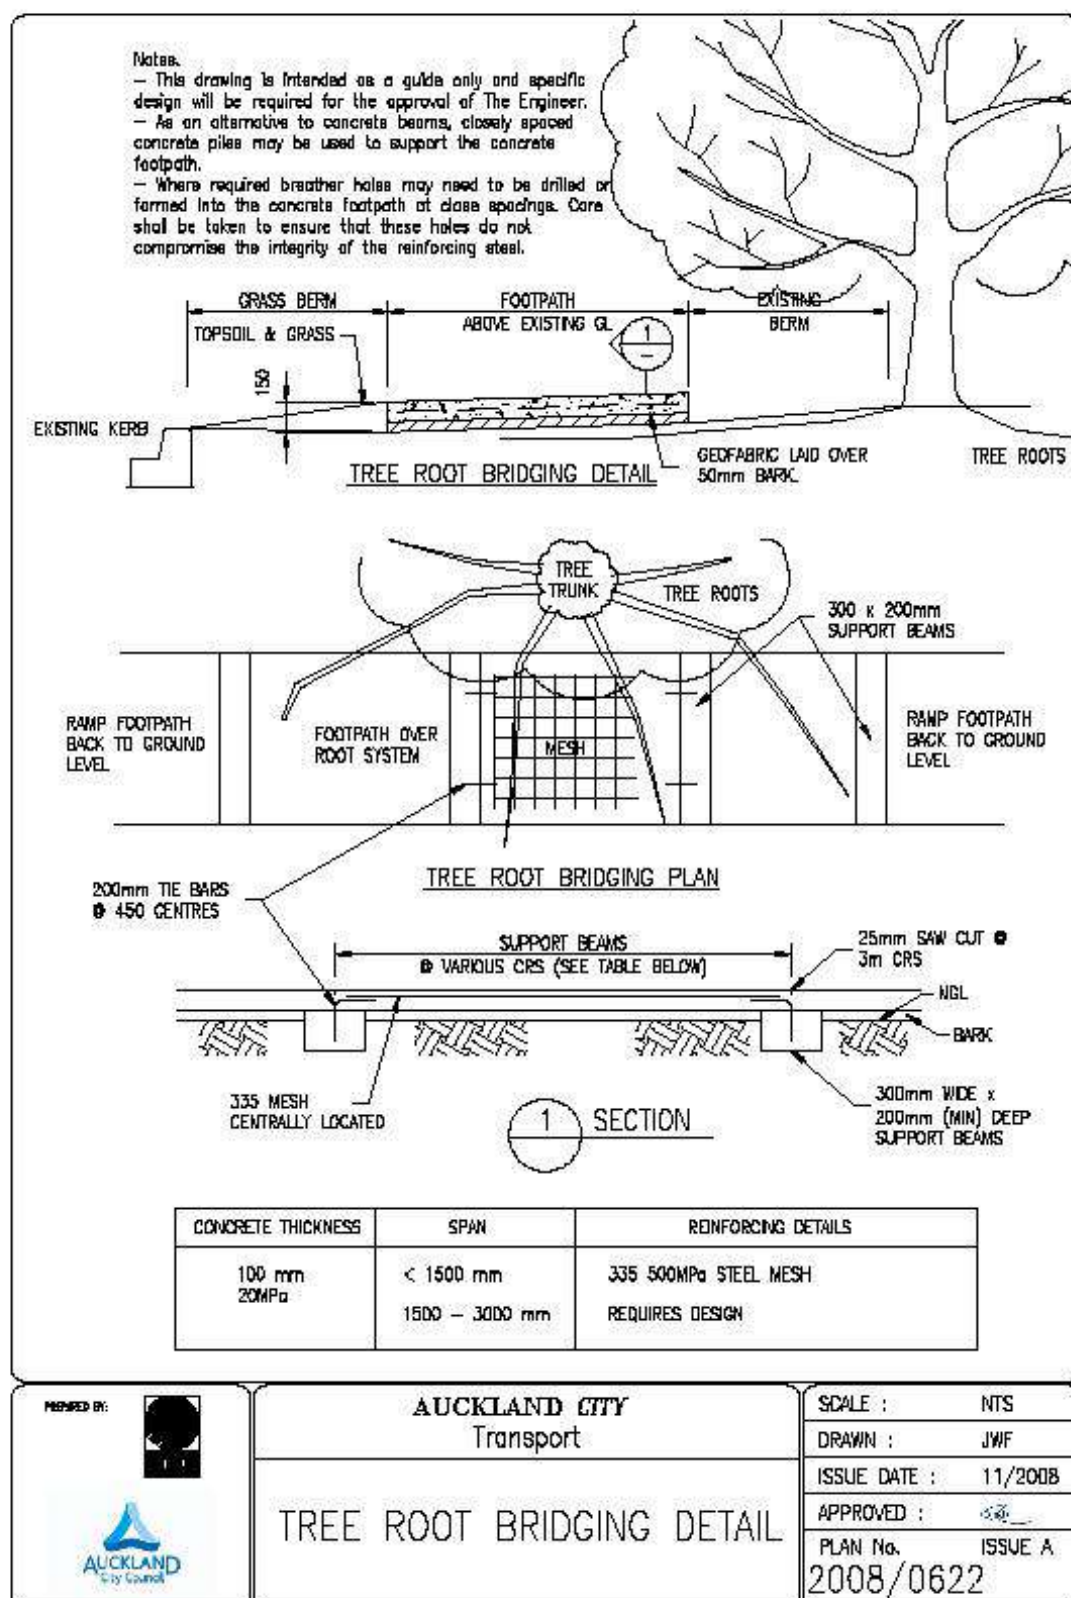 Notes.
– This drawing is intended as a guide only and specific
design will be required for the approval of The Engineer.
– As an alternative to concrete beams, closely spaced
concrete piles may be used to support the concrete
footpath.
– Where required breather holes may need to be drilled or
formed into the concrete footpath at close spacings. Care
shall be taken to ensure that these holes do not
compromise the integrity of the reinforcing steel.
GRASS BERM
FOOTPATH
ABOVE EXISTING GL
EXISTING
BERM
TOPSOIL & GRASS
1
–
150
EXISTING KERB
GEOFABRIC LAID OVER
50mm BARK.
TREE ROOTS
TREE ROOT BRIDGING DETAIL
TREE
TRUNK
TREE ROOTS
300 x 200mm
SUPPORT BEAMS
RAMP FOOTPATH
BACK TO GROUND
LEVEL
FOOTPATH OVER
ROOT SYSTEM
MESH
RAMP FOOTPATH
BACK TO GROUND
LEVEL
TREE ROOT BRIDGING PLAN
200mm TIE BARS
@ 450 CENTRES
SUPPORT BEAMS
@ VARIOUS CRS (SEE TABLE BELOW)
25mm SAW CUT @
3m CRS
NGL
BARK
335 MESH
CENTRALLY LOCATED
1
SECTION
300mm WIDE x
200mm (MIN) DEEP
SUPPORT BEAMS
CONCRETE THICKNESS SPAN REINFORCING DETAILS
100 mm < 1500 mm 335 500MPa STEEL MESH
20MPa
1500 – 3000 mm REQUIRES DESIGN
PREPARED BY:
AUCKLAND
City Council
AUCKLAND CITY
Transport
TREE ROOT BRIDGING DETAIL
SCALE : NTS
DRAWN : JWF
ISSUE DATE : 11/2008
APPROVED :
PLAN No. ISSUE A
2008/0622